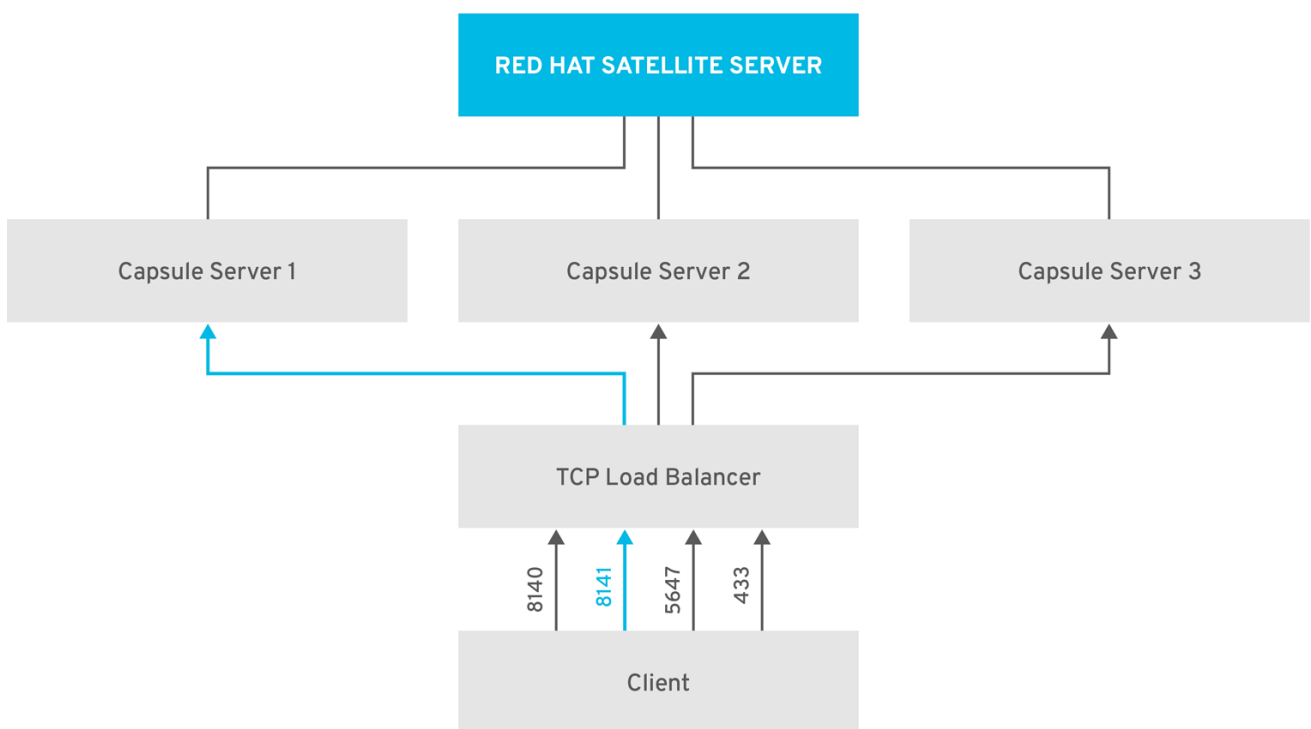 RED HAT SATELLITE SERVER
Capsule Server 1
Capsule Server 2
Capsule Server 3
TCP Load Balancer
8140
8141
5647
433
Client